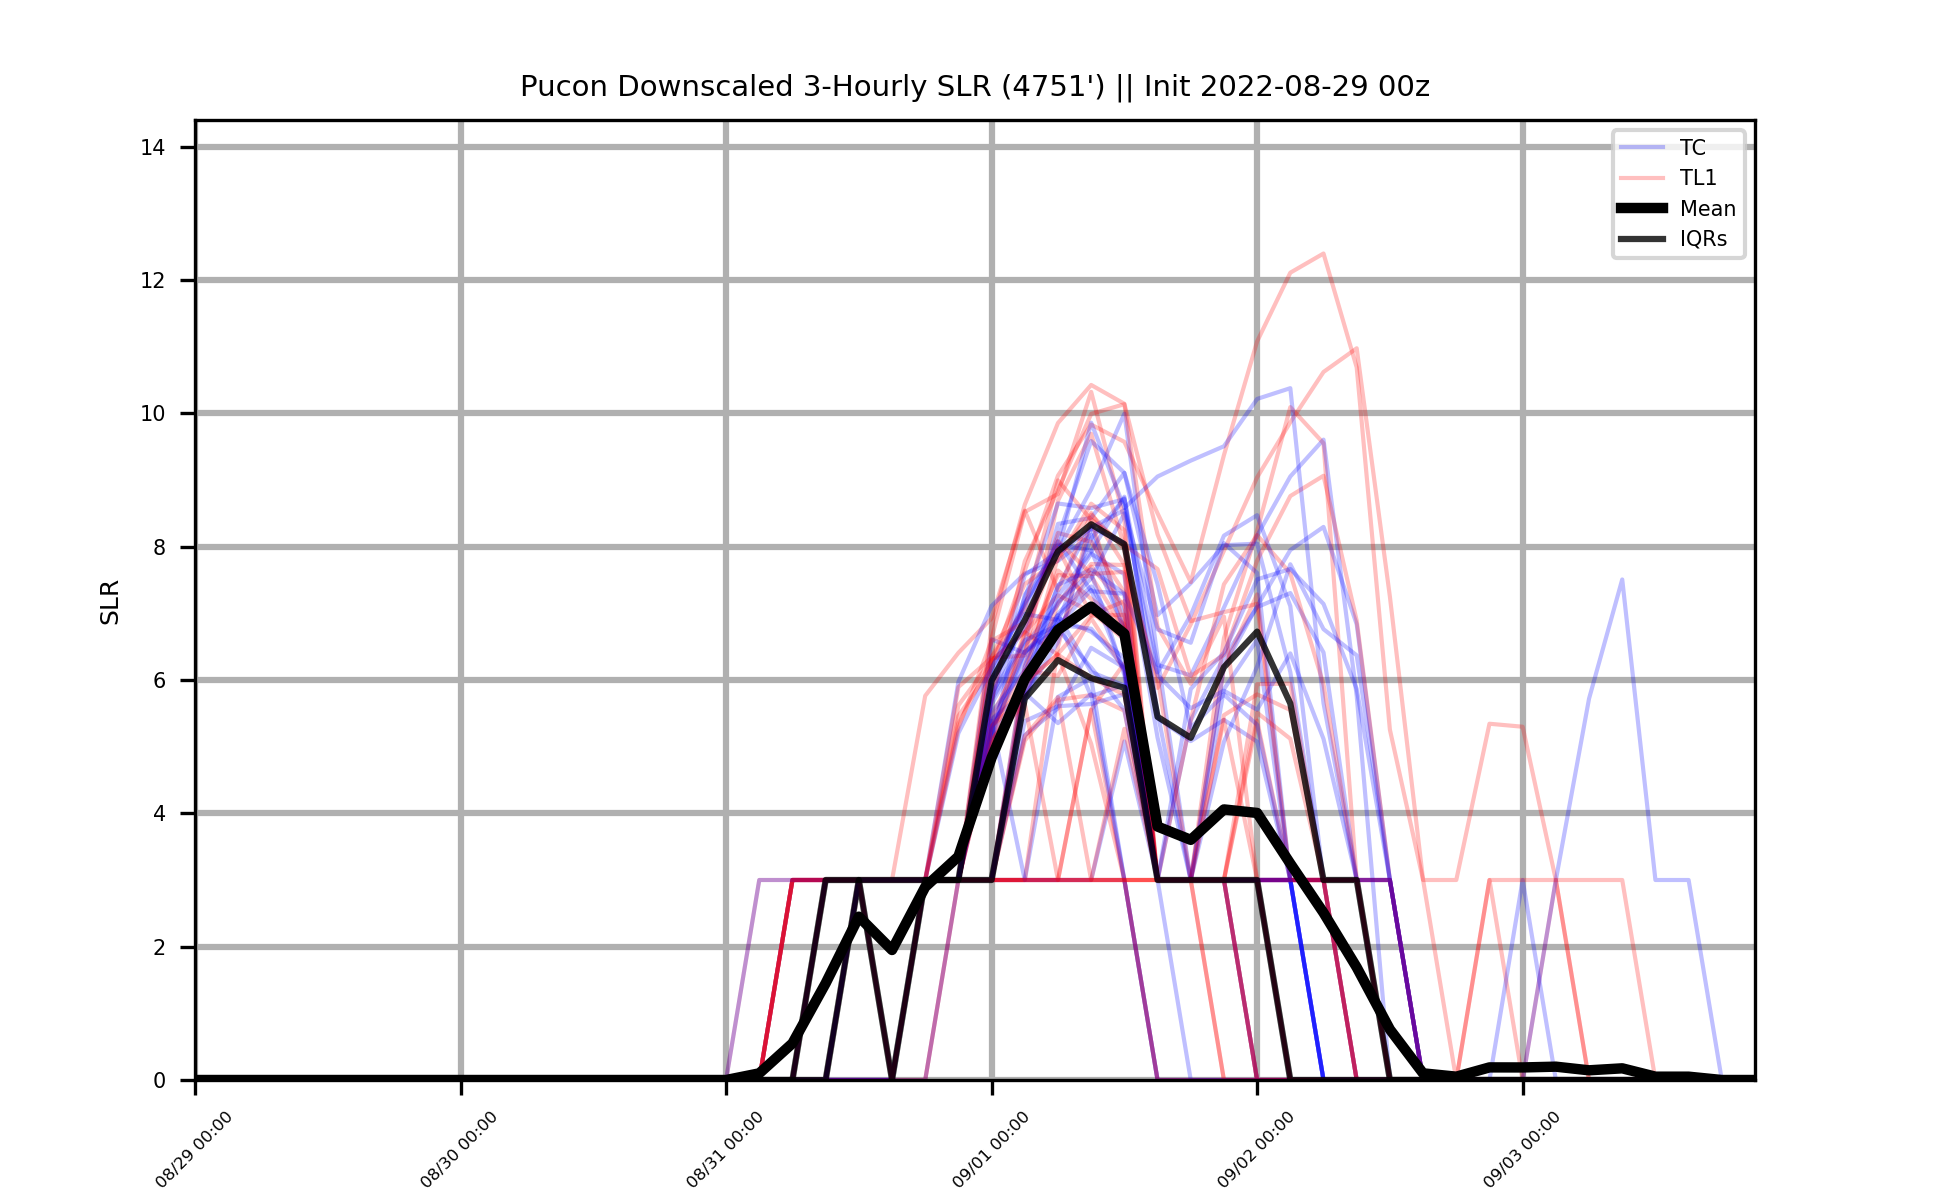 Pucon Downscaled 3-Hourly SLR (4751') || Init 2022-08-29 00z
TC
TL1
Mean
IQRs
SLR
14
12
10
8
6
4
2
0
08/29 00:00
08/30 00:00
08/31 00:00
09/01 00:00
09/02 00:00
09/03 00:00